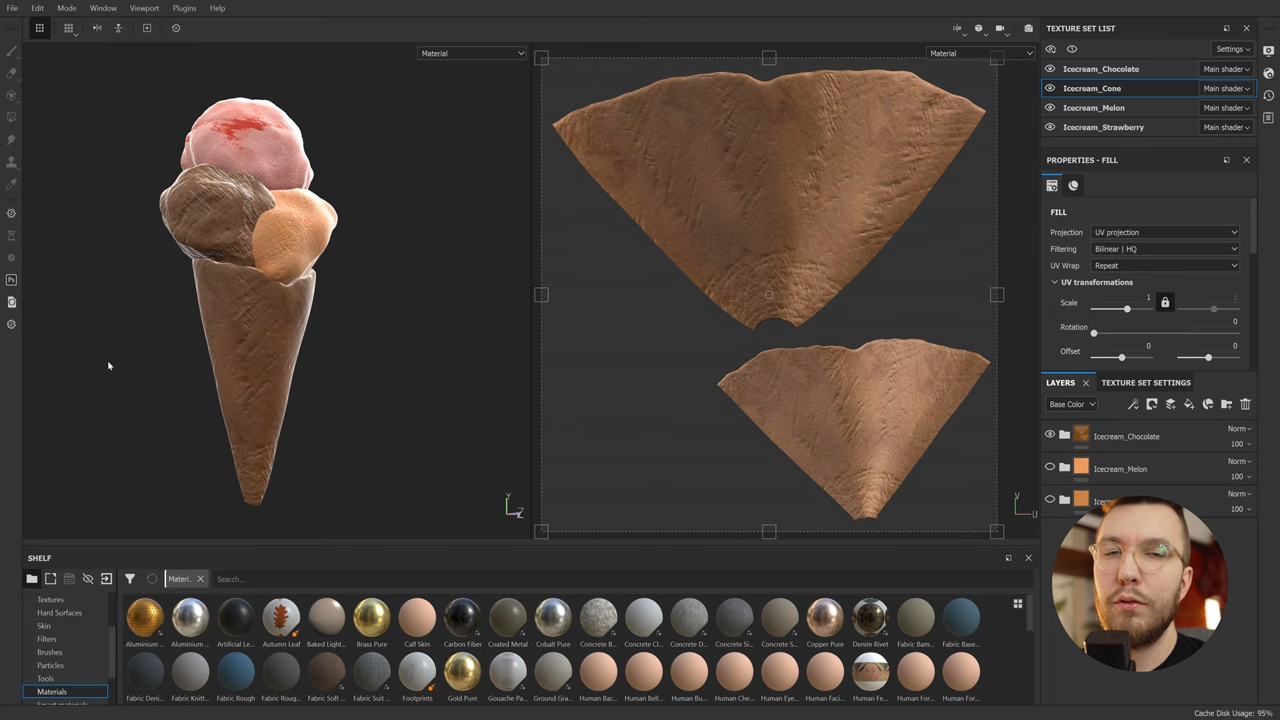 File Edit Mode Window Viewport Plugins Help
Material
Material
Y
Z
V
U
TEXTURE SET LIST
Settings
Icecream_Chocolate Main shader
Icecream_Cone Main shader
Icecream_Melon Main shader
Icecream_Strawberry Main shader
PROPERTIES - FILL
FILL
Projection UV projection
Filtering Bilinear | HQ
UV Wrap Repeat
UV transformations
Scale 1 1
Rotation 0
Offset 0 0
LAYERS TEXTURE SET SETTINGS
Base Color
Icecream_Chocolate Norm 100
Icecream_Melon Norm 100
Norm 100
Ps
SHELF
Materi... Search...
Textures
Hard Surfaces
Skin
Filters
Brushes
Particles
Tools
Materials
Smart materials
Aluminium ... Aluminium ... Artificial Le... Autumn Leaf Baked Light... Brass Pure Calf Skin Carbon Fiber Coated Metal Cobalt Pure Concrete B... Concrete Cl... Concrete D... Concrete S... Copper Pure Denim Rivet Fabric Bam... Fabric Base...
Fabric Deni... Fabric Knitt... Fabric Rough Fabric Roug... Fabric Soft ... Fabric Suit ... Footprints Gold Pure Gouache Pa... Ground Gra... Human Bac... Human Bell... Human Bu... Human Che... Human Eye... Human Faci... Human Fe... Human For... Human For...
Cache Disk Usage: 95%